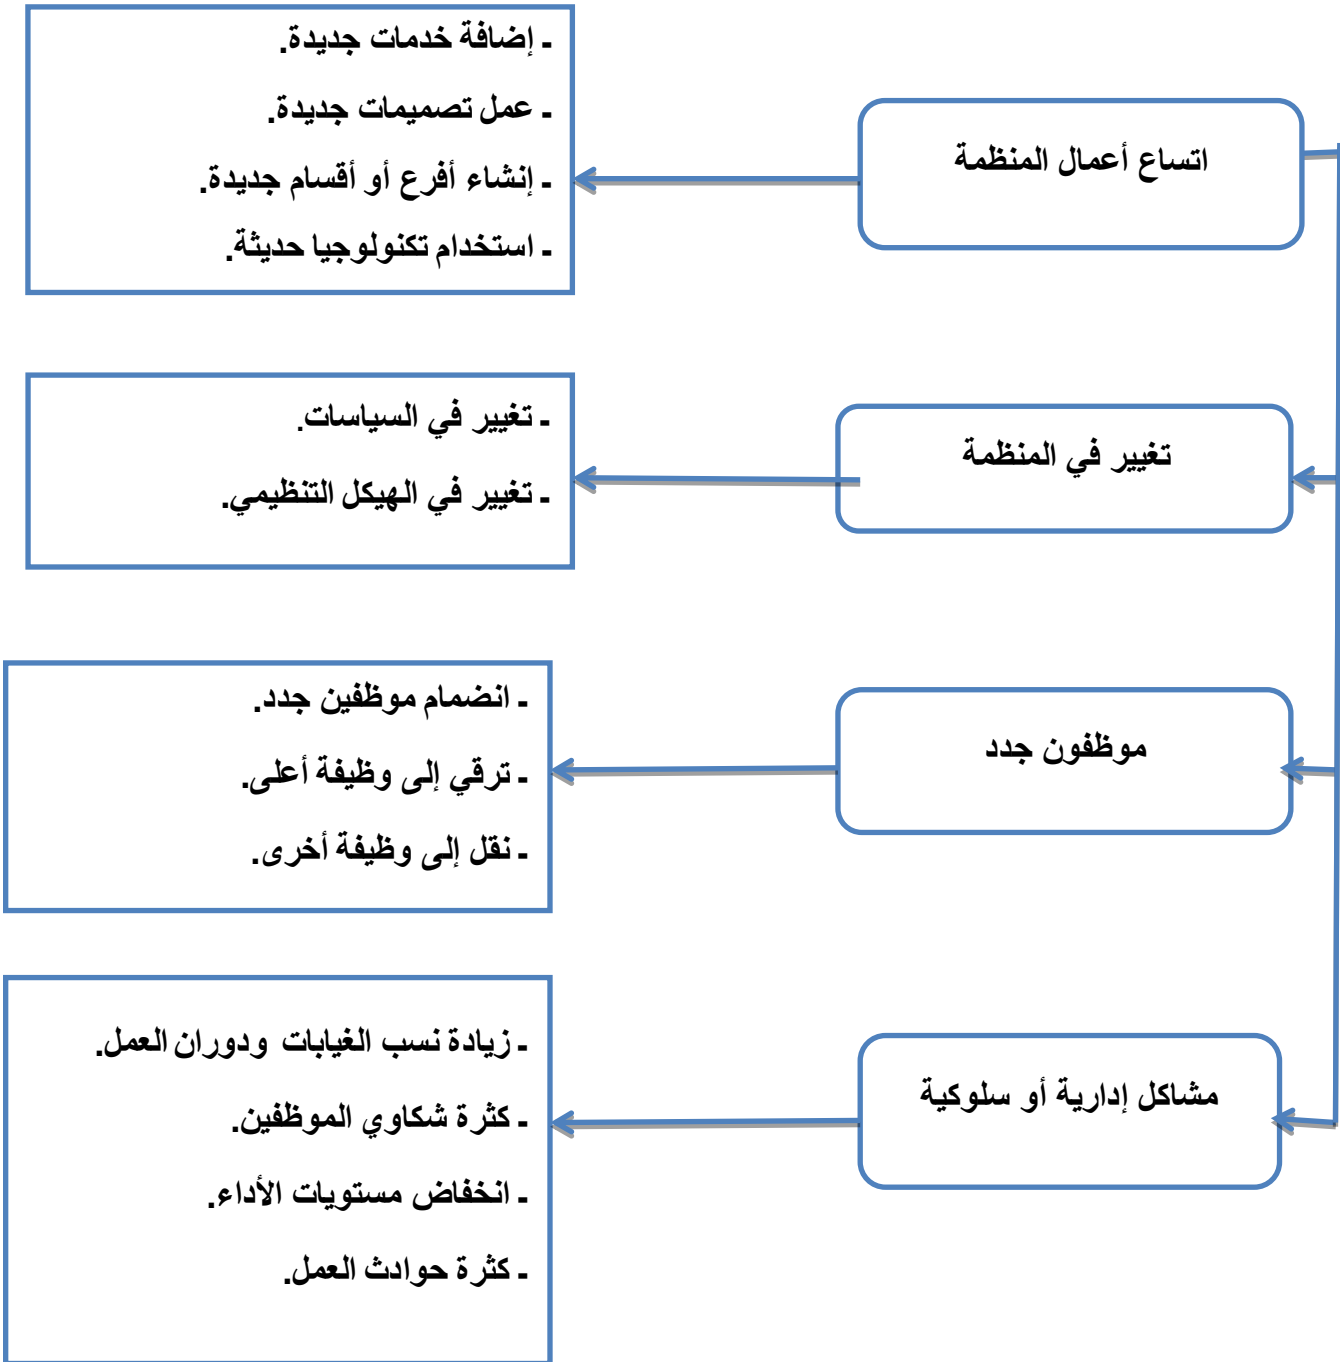 اتساع أعمال المنظمة
ـ إضافة خدمات جديدة.
ـ عمل تصميمات جديدة.
ـ إنشاء أفرع أو أقسام جديدة.
ـ استخدام تكنولوجيا حديثة.
تغيير في المنظمة
ـ تغيير في السياسات.
ـ تغيير في الهيكل التنظيمي.
موظفون جدد
ـ انضمام موظفين جدد.
ـ ترقي إلى وظيفة أعلى.
ـ نقل إلى وظيفة أخرى.
مشاكل إدارية أو سلوكية
ـ زيادة نسب الغيابات ودوران العمل.
ـ كثرة شكاوي الموظفين.
ـ انخفاض مستويات الأداء.
ـ كثرة حوادث العمل.